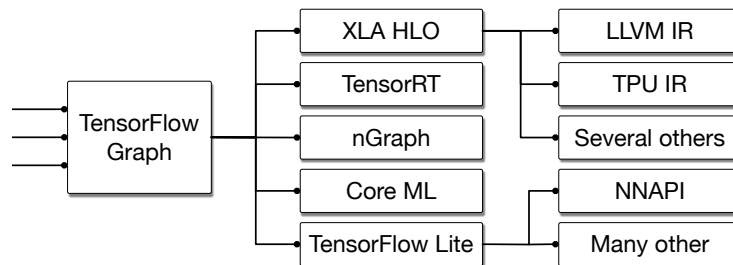 TensorFlow
Graph
XLA HLO
TensorRT
nGraph
Core ML
TensorFlow Lite
LLVM IR
TPU IR
Several others
NNAPI
Many other